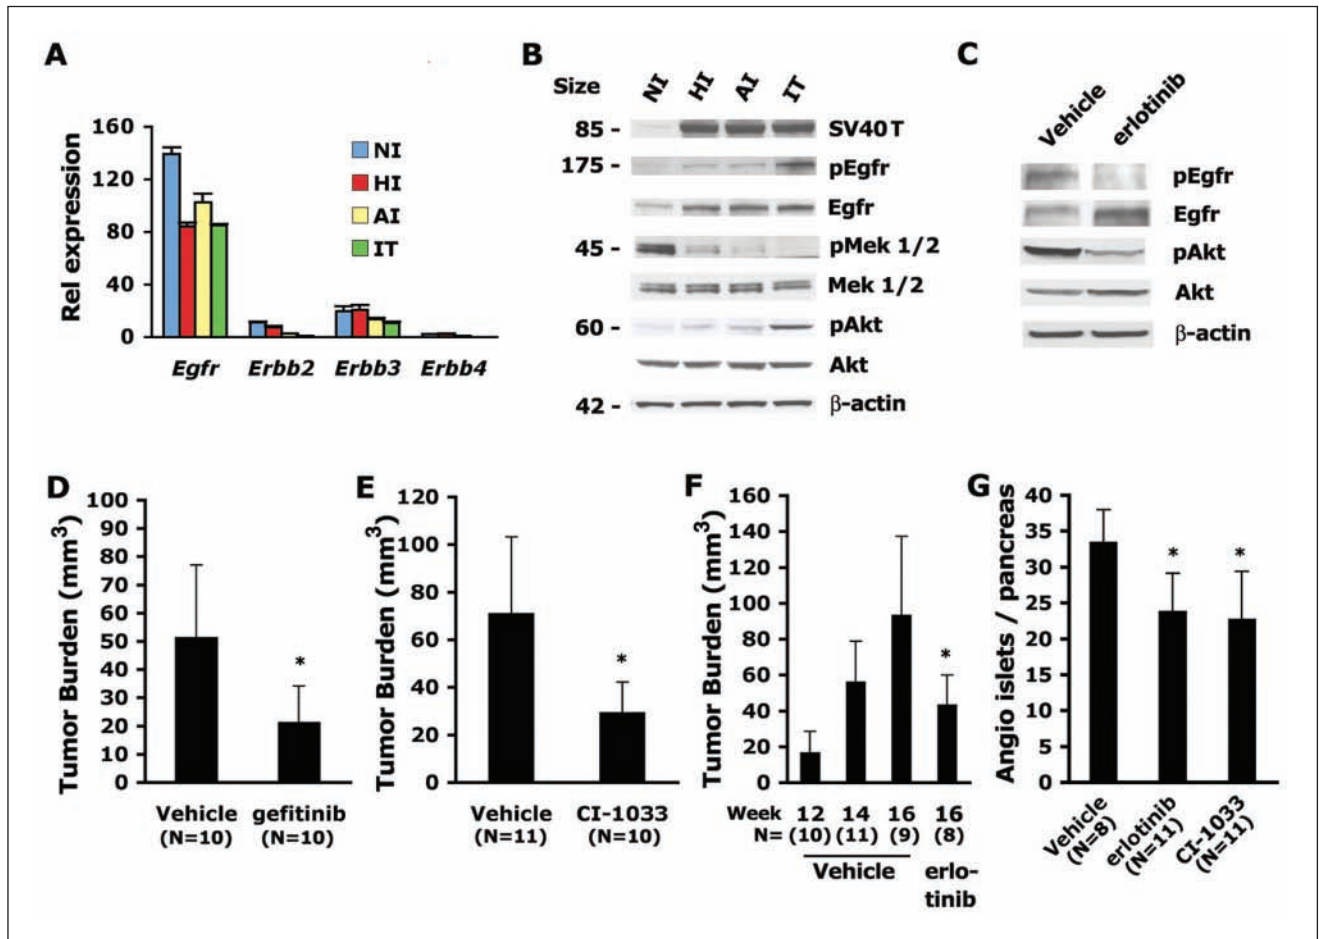 A
Rel expression
160
120
80
40
0
NI
HI
AI
IT
Egfr Erbb2 Erbb3 Erbb4
B
Size NI HI AI IT
85 - SV40 T
175 - pEgfr
Egfr
45 - pMek 1/2
Mek 1/2
60 - pAkt
Akt
42 - β-actin
C
Vehicle erlotinib
pEgfr
Egfr
pAkt
Akt
β-actin
D
Tumor Burden (mm³)
100
90
80
70
60
50
40
30
20
10
0
*
Vehicle gefitinib
(N=10) (N=10)
E
Tumor Burden (mm³)
120
100
80
60
40
20
0
*
Vehicle CI-1033
(N=11) (N=10)
F
Tumor Burden (mm³)
160
140
120
100
80
60
40
20
0
*
Week 12 14 16 16
N= (10) (11) (9) (8)
Vehicle erlo-
tinib
G
Angio islets / pancreas
40
35
30
25
20
15
10
5
0
* *
Vehicle
(N=8)
erlotinib
(N=11)
CI-1033
(N=11)